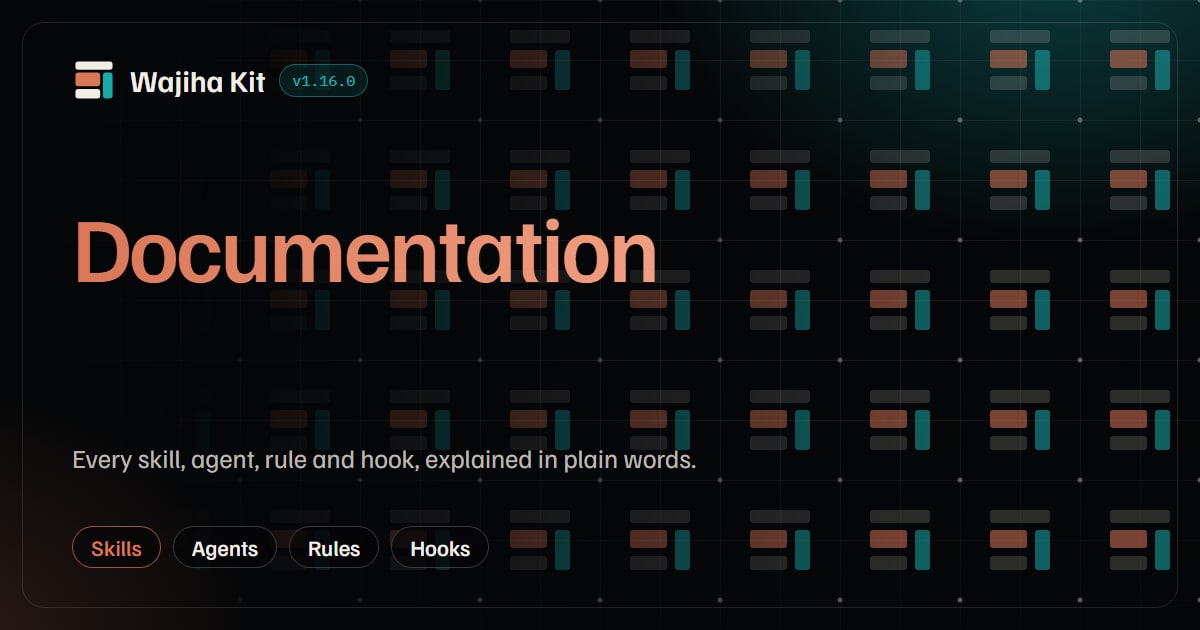 Wajiha Kit v1.16.0
Documentation
Every skill, agent, rule and hook, explained in plain words.
Skills Agents Rules Hooks